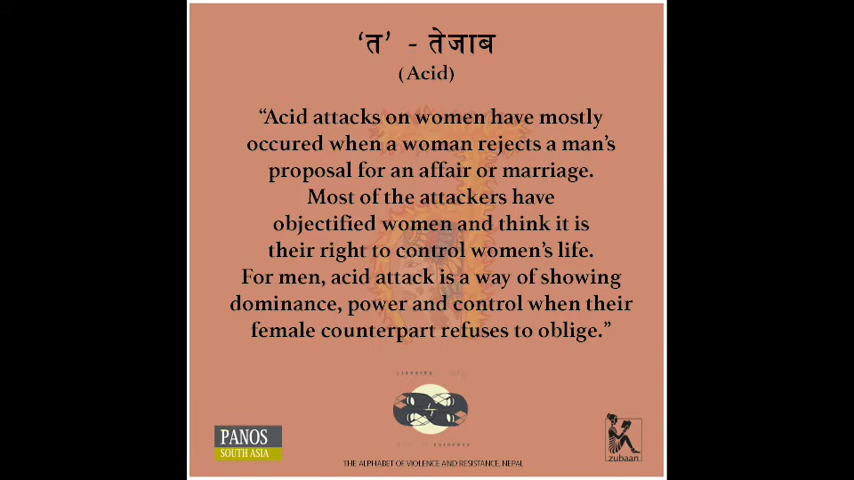 ‘त’ - तेजाब
(Acid)
“Acid attacks on women have mostly
occured when a woman rejects a man’s
proposal for an affair or marriage.
Most of the attackers have
objectified women and think it is
their right to control women’s life.
For men, acid attack is a way of showing
dominance, power and control when their
female counterpart refuses to oblige.”
PANOS
SOUTH ASIA
zubaan
THE ALPHABET OF VIOLENCE AND RESISTANCE, NEPAL